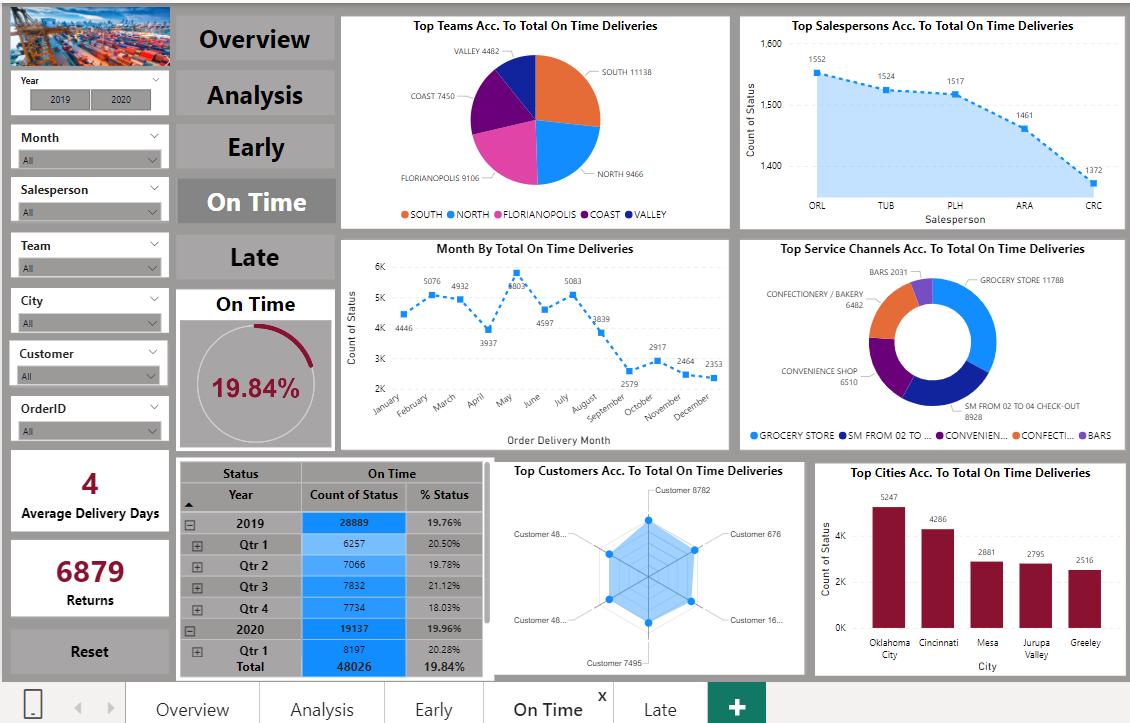 Year
2019 2020
Month
All
Salesperson
All
Team
All
City
All
Customer
All
OrderID
All
4
Average Delivery Days
6879
Returns
Reset
Overview
Analysis
Early
On Time
Late
On Time
19.84%
Top Teams Acc. To Total On Time Deliveries
VALLEY 4482
SOUTH 11138
COAST 7450
FLORIANOPOLIS 9106
NORTH 9466
SOUTH NORTH FLORIANOPOLIS COAST VALLEY
Top Salespersons Acc. To Total On Time Deliveries
Count of Status
1,600
1,500
1,400
1552
1524
1517
1461
1372
ORL TUB PLH ARA CRC
Salesperson
Month By Total On Time Deliveries
Count of Status
6K
5K
4K
3K
2K
4446
5076
4932
3937
5803
4597
5083
3839
2579
2917
2464
2353
January
February
March
April
May
June
July
August
September
October
November
December
Order Delivery Month
Top Service Channels Acc. To Total On Time Deliveries
BARS 2031
GROCERY STORE 11788
CONFECTIONERY / BAKERY
6482
CONVENIENCE SHOP
6510
SM FROM 02 TO 04 CHECK-OUT
8928
GROCERY STORE SM FROM 02 TO ... CONVENIEN... CONFECTI... BARS
Status On Time
Year Count of Status % Status
2019 28889 19.76%
Qtr 1 6257 20.50%
Qtr 2 7066 19.78%
Qtr 3 7832 21.12%
Qtr 4 7734 18.03%
2020 19137 19.96%
Qtr 1 8197 20.28%
Total 48026 19.84%
Top Customers Acc. To Total On Time Deliveries
Customer 8782
Customer 48...
Customer 676
Customer 48...
Customer 16...
Customer 7495
Top Cities Acc. To Total On Time Deliveries
Count of Status
4K
2K
0K
5247
4286
2881
2795
2516
Oklahoma
City
Cincinnati
Mesa
Jurupa
Valley
Greeley
City
Overview Analysis Early On Time x Late +